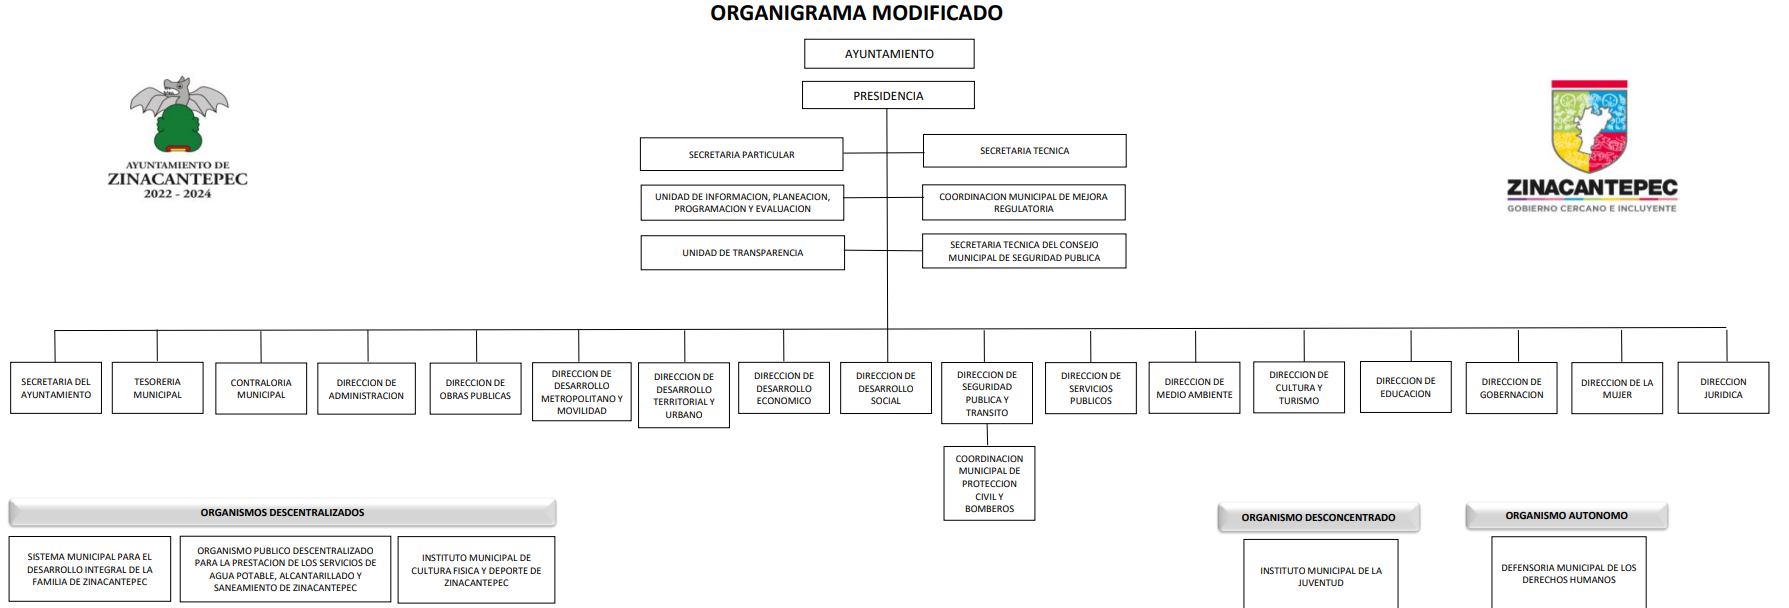 ORGANIGRAMA MODIFICADO
AYUNTAMIENTO
PRESIDENCIA
AYUNTAMIENTO DE
ZINACANTEPEC
2022 - 2024
ZINACANTEPEC
GOBIERNO CERCANO E INCLUYENTE
SECRETARIA PARTICULAR
SECRETARIA TECNICA
UNIDAD DE INFORMACION, PLANEACION,
PROGRAMACION Y EVALUACION
COORDINACION MUNICIPAL DE MEJORA
REGULATORIA
UNIDAD DE TRANSPARENCIA
SECRETARIA TECNICA DEL CONSEJO
MUNICIPAL DE SEGURIDAD PUBLICA
SECRETARIA DEL
AYUNTAMIENTO
TESORERIA
MUNICIPAL
CONTRALORIA
MUNICIPAL
DIRECCION DE
ADMINISTRACION
DIRECCION DE
OBRAS PUBLICAS
DIRECCION DE
DESARROLLO
METROPOLITANO Y
MOVILIDAD
DIRECCION DE
DESARROLLO
TERRITORIAL Y
URBANO
DIRECCION DE
DESARROLLO
ECONOMICO
DIRECCION DE
DESARROLLO
SOCIAL
DIRECCION DE
SEGURIDAD
PUBLICA Y
TRANSITO
DIRECCION DE
SERVICIOS
PUBLICOS
DIRECCION DE
MEDIO AMBIENTE
DIRECCION DE
CULTURA Y
TURISMO
DIRECCION DE
EDUCACION
DIRECCION DE
GOBERNACION
DIRECCION DE LA
MUJER
DIRECCION
JURIDICA
COORDINACION
MUNICIPAL DE
PROTECCION
CIVIL Y
BOMBEROS
ORGANISMOS DESCENTRALIZADOS
SISTEMA MUNICIPAL PARA EL
DESARROLLO INTEGRAL DE LA
FAMILIA DE ZINACANTEPEC
ORGANISMO PUBLICO DESCENTRALIZADO
PARA LA PRESTACION DE LOS SERVICIOS DE
AGUA POTABLE, ALCANTARILLADO Y
SANEAMIENTO DE ZINACANTEPEC
INSTITUTO MUNICIPAL DE
CULTURA FISICA Y DEPORTE DE
ZINACANTEPEC
ORGANISMO DESCONCENTRADO
INSTITUTO MUNICIPAL DE LA
JUVENTUD
ORGANISMO AUTONOMO
DEFENSORIA MUNICIPAL DE LOS
DERECHOS HUMANOS